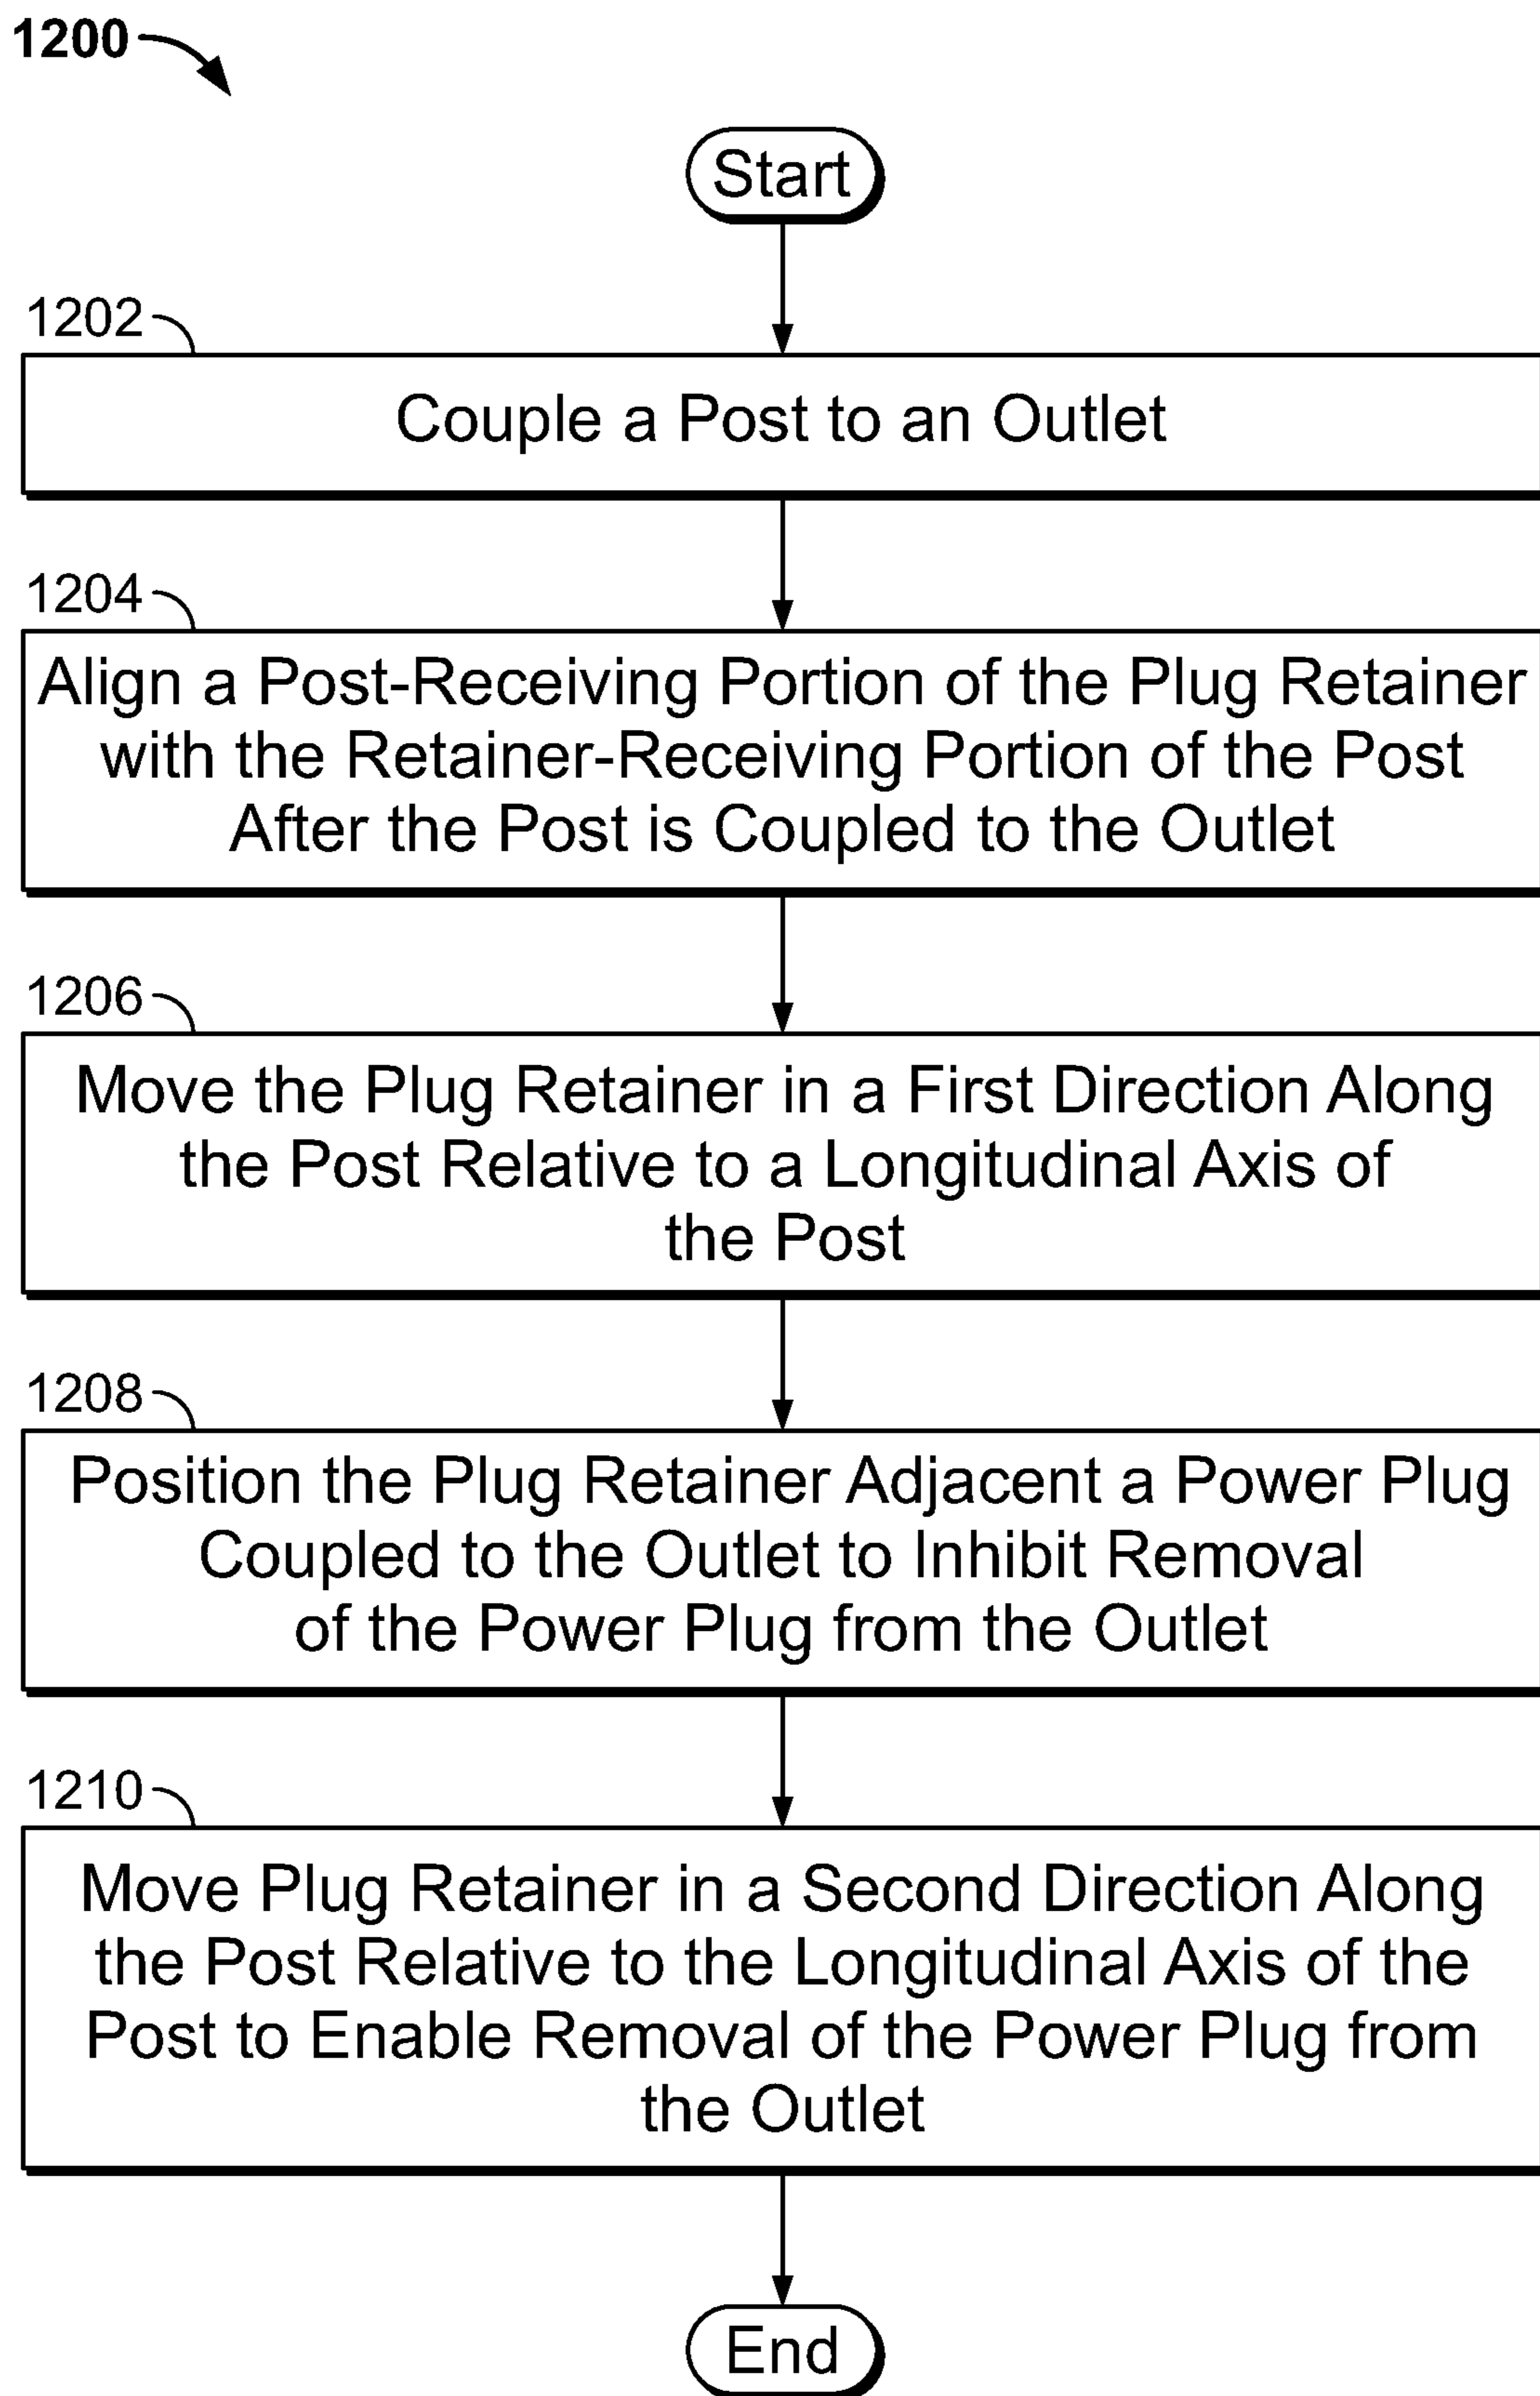 1200
Start
1202
Couple a Post to an Outlet
1204
Align a Post-Receiving Portion of the Plug Retainer
with the Retainer-Receiving Portion of the Post
After the Post is Coupled to the Outlet
1206
Move the Plug Retainer in a First Direction Along
the Post Relative to a Longitudinal Axis of
the Post
1208
Position the Plug Retainer Adjacent a Power Plug
Coupled to the Outlet to Inhibit Removal
of the Power Plug from the Outlet
1210
Move Plug Retainer in a Second Direction Along
the Post Relative to the Longitudinal Axis of the
Post to Enable Removal of the Power Plug from
the Outlet
End